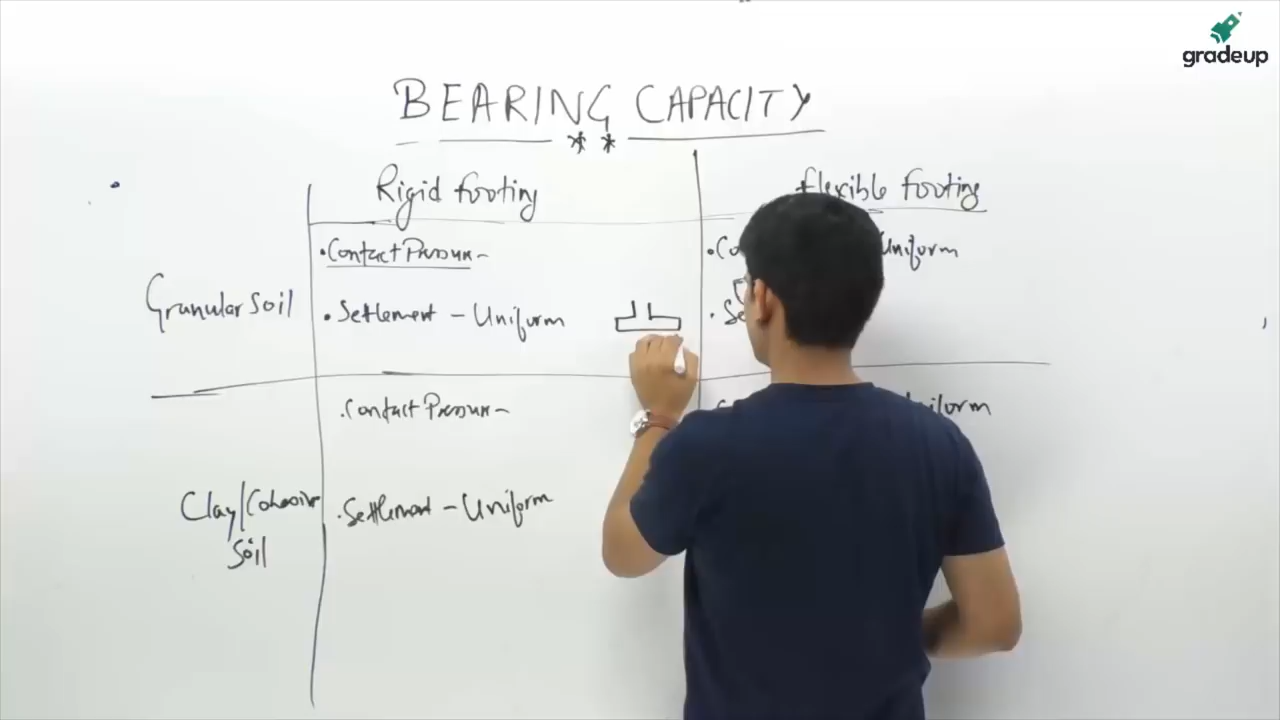 gradeup
BEARING CAPACITY
**
Rigid footing
flexible footing
Granular Soil
.Contact Pressure-
.Settlement - Uniform
Uniform
Clay/Cohesive
Soil
.Contact Pressure-
.Settlement - Uniform
Uniform